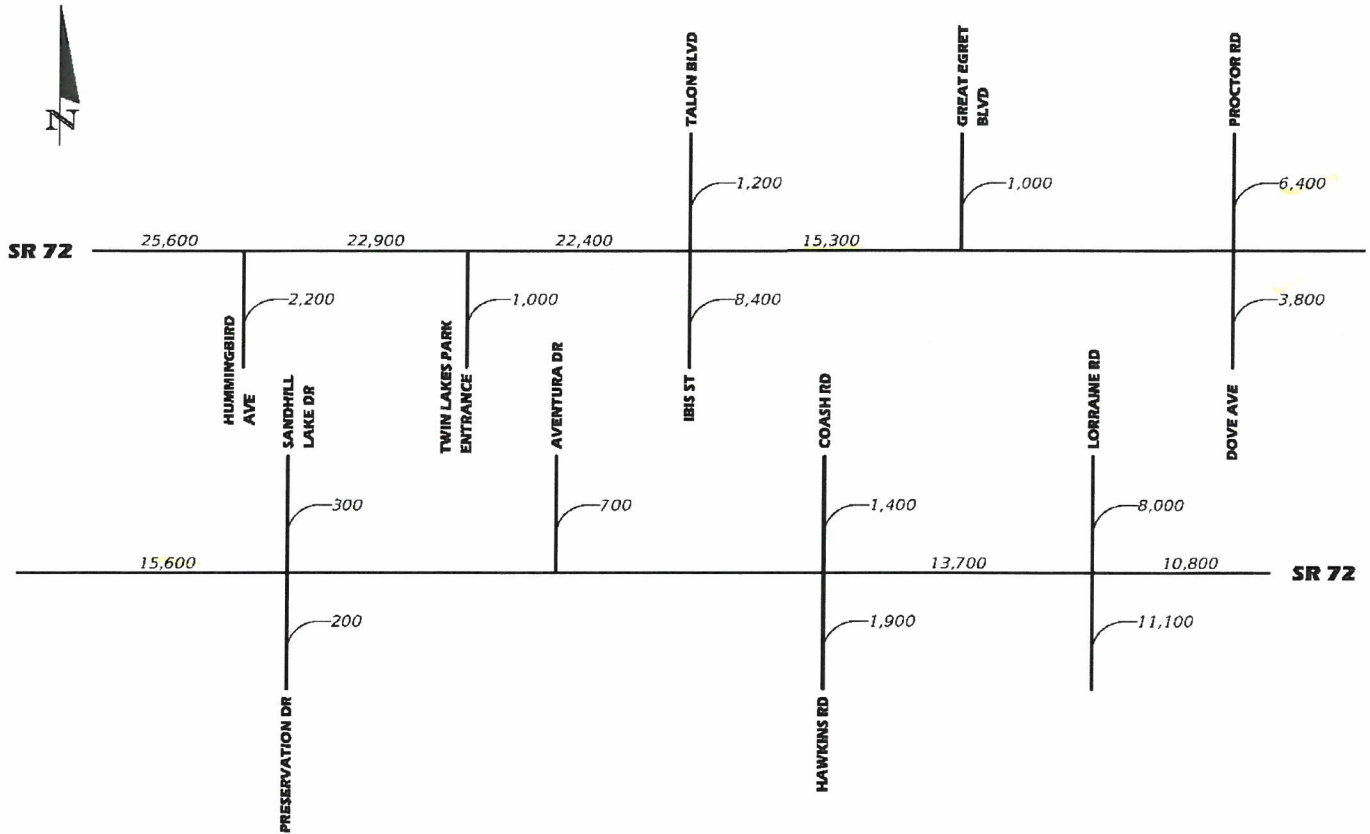 N
TALON BLVD
GREAT EGRET
BLVD
PROCTOR RD
1,200
1,000
6,400
SR 72
25,600
22,900
22,400
15,300
2,200
1,000
8,400
3,800
HUMMINGBIRD
AVE
TWIN LAKES PARK
ENTRANCE
IBIS ST
DOVE AVE
SANDHILL
LAKE DR
AVENTURA DR
COASH RD
LORRAINE RD
300
700
1,400
8,000
15,600
13,700
10,800
SR 72
200
1,900
11,100
PRESERVATION DR
HAWKINS RD